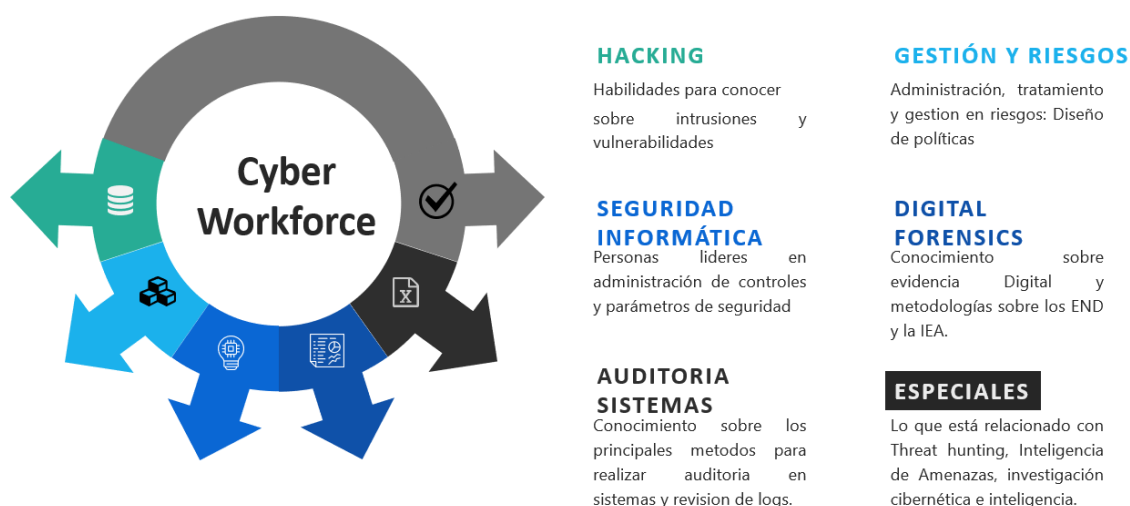 Cyber
Workforce
HACKING
Habilidades para conocer
sobre intrusiones y
vulnerabilidades
GESTIÓN Y RIESGOS
Administración, tratamiento
y gestion en riesgos: Diseño
de políticas
SEGURIDAD
INFORMÁTICA
Personas lideres en
administración de controles
y parámetros de seguridad
DIGITAL
FORENSICS
Conocimiento sobre
evidencia Digital y
metodologías sobre los END
y la IEA.
AUDITORIA
SISTEMAS
Conocimiento sobre los
principales metodos para
realizar auditoria en
sistemas y revision de logs.
ESPECIALES
Lo que está relacionado con
Threat hunting, Inteligencia
de Amenazas, investigación
cibernética e inteligencia.
X